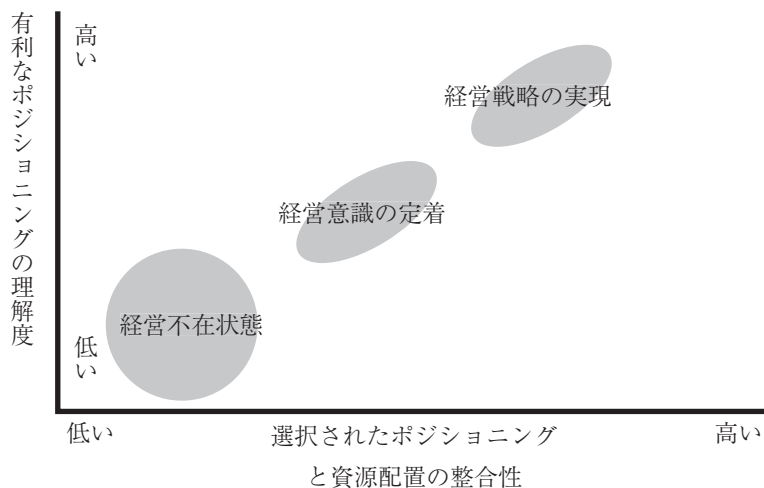 有利なポジショニングの理解度
高い
経営戦略の実現
経営意識の定着
経営不在状態
低い
低い
選択されたポジショニング
と資源配置の整合性
高い